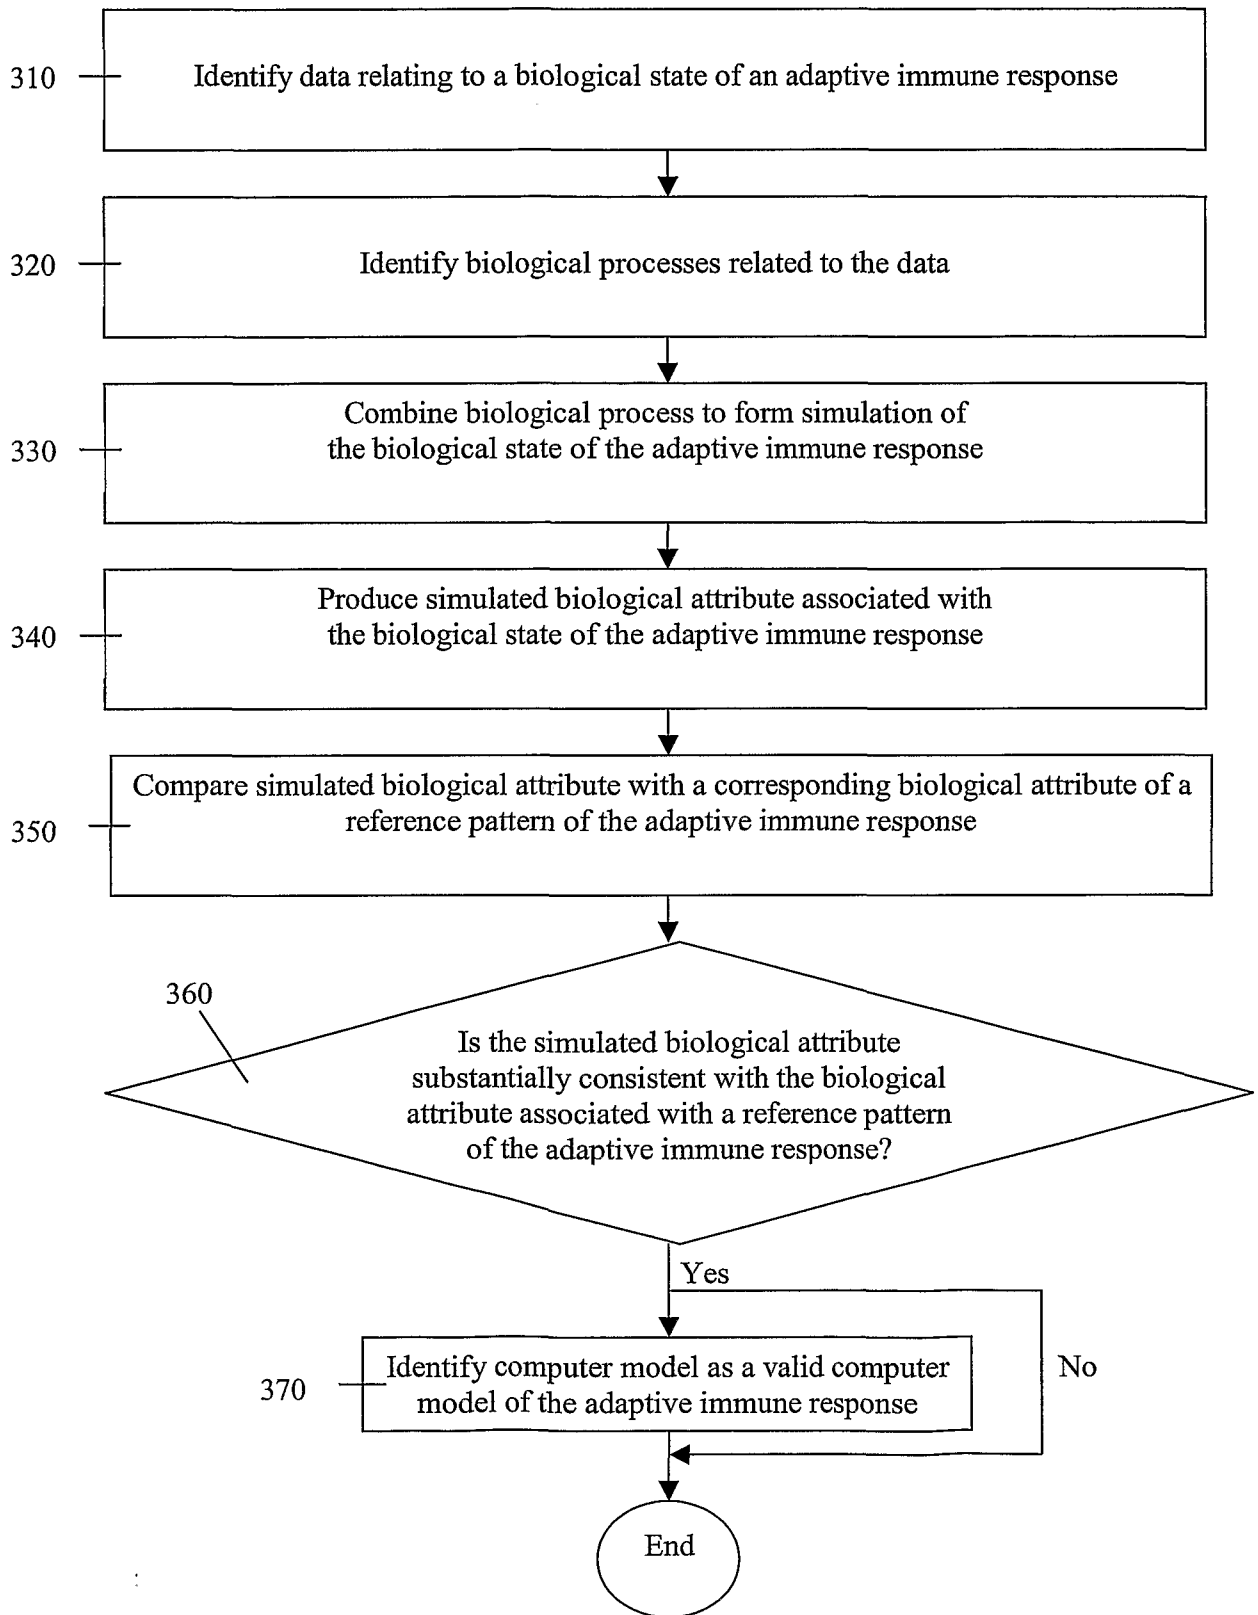 310
Identify data relating to a biological state of an adaptive immune response
320
Identify biological processes related to the data
330
Combine biological process to form simulation of
the biological state of the adaptive immune response
340
Produce simulated biological attribute associated with
the biological state of the adaptive immune response
350
Compare simulated biological attribute with a corresponding biological attribute of a
reference pattern of the adaptive immune response
360
Is the simulated biological attribute
substantially consistent with the biological
attribute associated with a reference pattern
of the adaptive immune response?
Yes
No
370
Identify computer model as a valid computer
model of the adaptive immune response
End